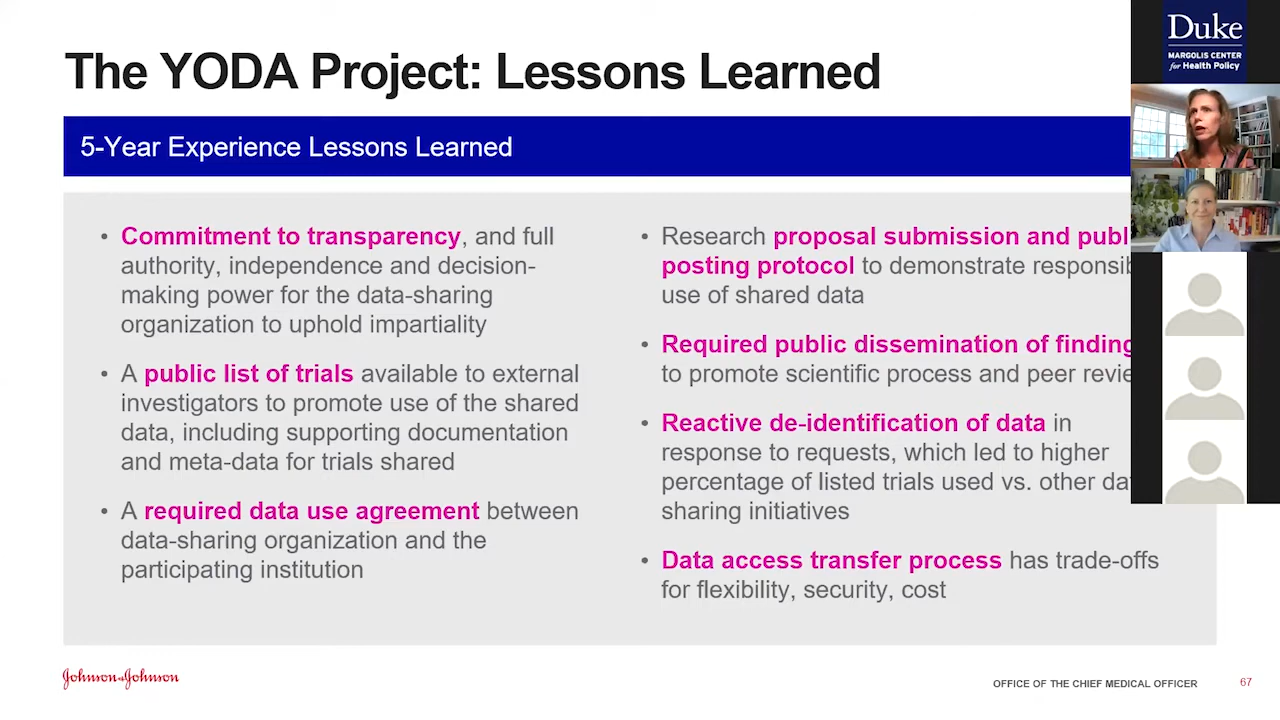 The YODA Project: Lessons Learned
5-Year Experience Lessons Learned
• Commitment to transparency, and full
authority, independence and decision-
making power for the data-sharing
organization to uphold impartiality
• A public list of trials available to external
investigators to promote use of the shared
data, including supporting documentation
and meta-data for trials shared
• A required data use agreement between
data-sharing organization and the
participating institution
• Research proposal submission and publ
posting protocol to demonstrate responsib
use of shared data
• Required public dissemination of finding
to promote scientific process and peer revie
• Reactive de-identification of data in
response to requests, which led to higher
percentage of listed trials used vs. other da
sharing initiatives
• Data access transfer process has trade-offs
for flexibility, security, cost
Johnson & Johnson
OFFICE OF THE CHIEF MEDICAL OFFICER
67
Duke
MARGOLIS CENTER
for Health Policy